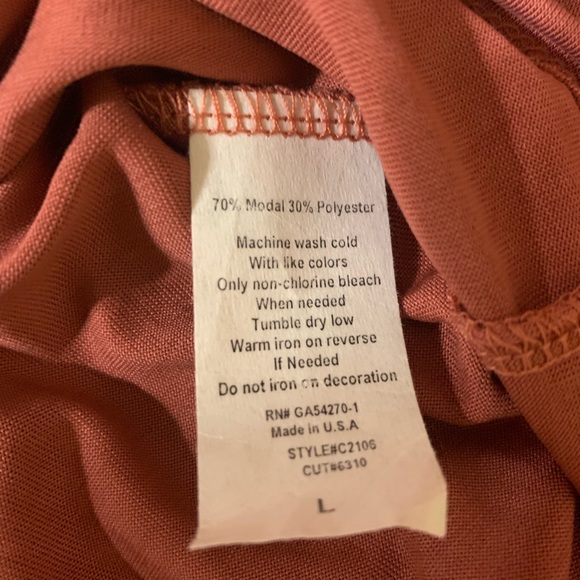 70% Modal 30% Polyester
Machine wash cold
With like colors
Only non-chlorine bleach
When needed
Tumble dry low
Warm iron on reverse
If Needed
Do not iron on decoration
RN# GA54270-1
Made in U.S.A
STYLE#C2106
CUT#6310
L